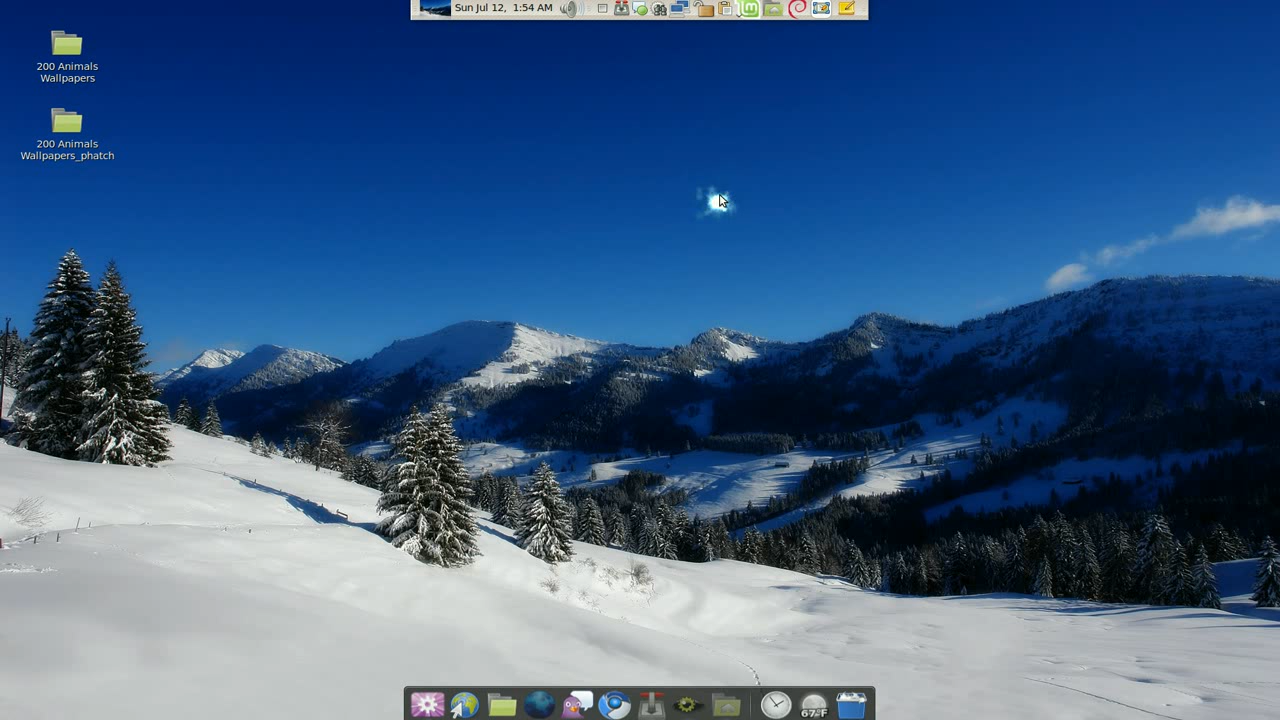 Sun Jul 12, 1:54 AM
200 Animals
Wallpapers
200 Animals
Wallpapers_phatch
67°F